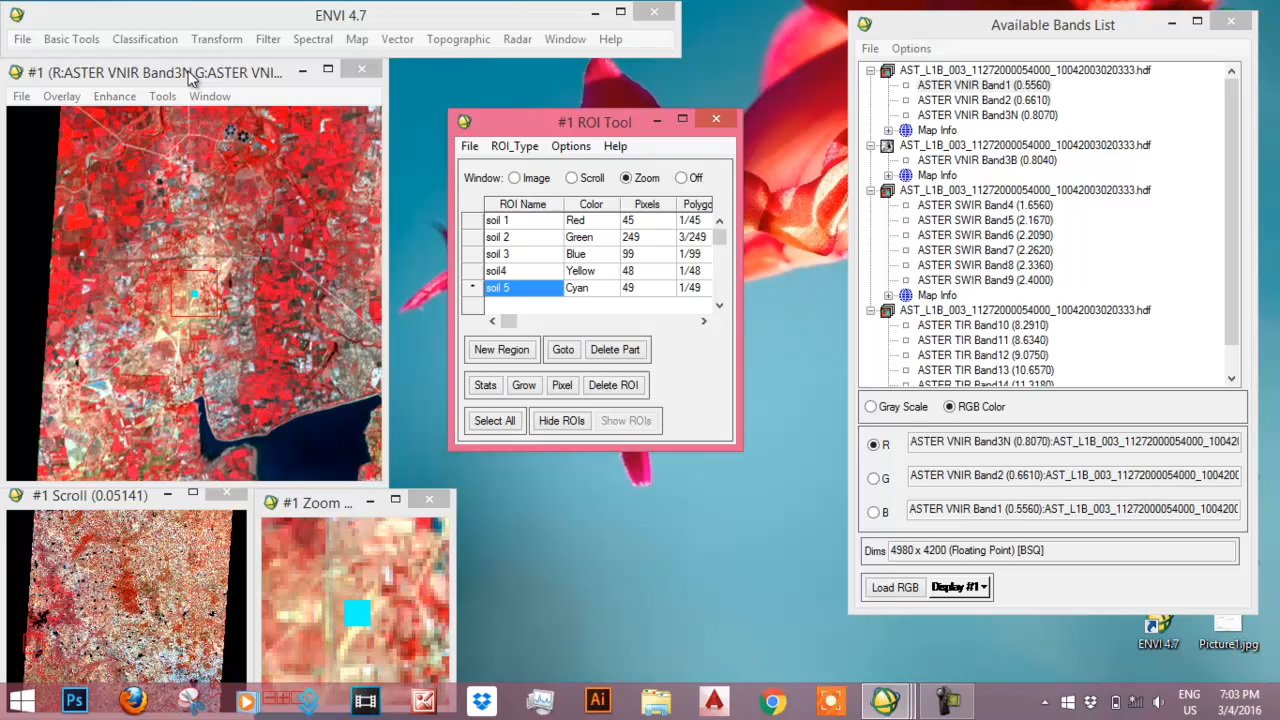 ENVI 4.7
File Basic Tools Classification Transform Filter Spectral Map Vector Topographic Radar Window Help
#1 (R:ASTER VNIR Band3N,G:ASTER VNI...
File Overlay Enhance Tools Window
#1 Scroll (0.05141)
#1 Zoom ...
#1 ROI Tool
File ROI_Type Options Help
Window: Image Scroll Zoom Off
ROI Name Color Pixels Polygo
soil 1 Red 45 1/45
soil 2 Green 249 3/249
soil 3 Blue 99 1/99
soil4 Yellow 48 1/48
* soil 5 Cyan 49 1/49
New Region Goto Delete Part
Stats Grow Pixel Delete ROI
Select All Hide ROIs Show ROIs
Available Bands List
File Options
AST_L1B_003_11272000054000_10042003020333.hdf
ASTER VNIR Band1 (0.5560)
ASTER VNIR Band2 (0.6610)
ASTER VNIR Band3N (0.8070)
Map Info
AST_L1B_003_11272000054000_10042003020333.hdf
ASTER VNIR Band3B (0.8040)
Map Info
AST_L1B_003_11272000054000_10042003020333.hdf
ASTER SWIR Band4 (1.6560)
ASTER SWIR Band5 (2.1670)
ASTER SWIR Band6 (2.2090)
ASTER SWIR Band7 (2.2620)
ASTER SWIR Band8 (2.3360)
ASTER SWIR Band9 (2.4000)
Map Info
AST_L1B_003_11272000054000_10042003020333.hdf
ASTER TIR Band10 (8.2910)
ASTER TIR Band11 (8.6340)
ASTER TIR Band12 (9.0750)
ASTER TIR Band13 (10.6570)
ASTER TIR Band14 (11.3180)
Gray Scale RGB Color
R ASTER VNIR Band3N (0.8070):AST_L1B_003_11272000054000_10042
G ASTER VNIR Band2 (0.6610):AST_L1B_003_11272000054000_100420
B ASTER VNIR Band1 (0.5560):AST_L1B_003_11272000054000_100420
Dims 4980 x 4200 (Floating Point) [BSQ]
Load RGB Display #1
ENVI 4.7 Picture1.jpg
Ps Ai
ENG 7:03 PM
US 3/4/2016